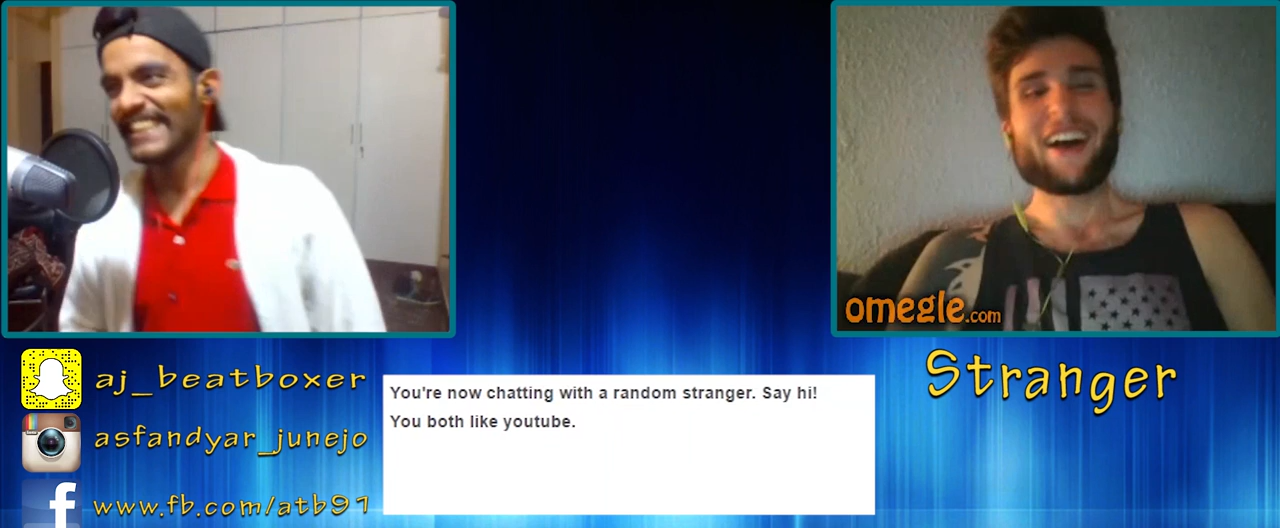 omegle.com
aj_beatboxer
Stranger
You're now chatting with a random stranger. Say hi!
You both like youtube.
asfandyar_junejo
f www.fb.com/atb91